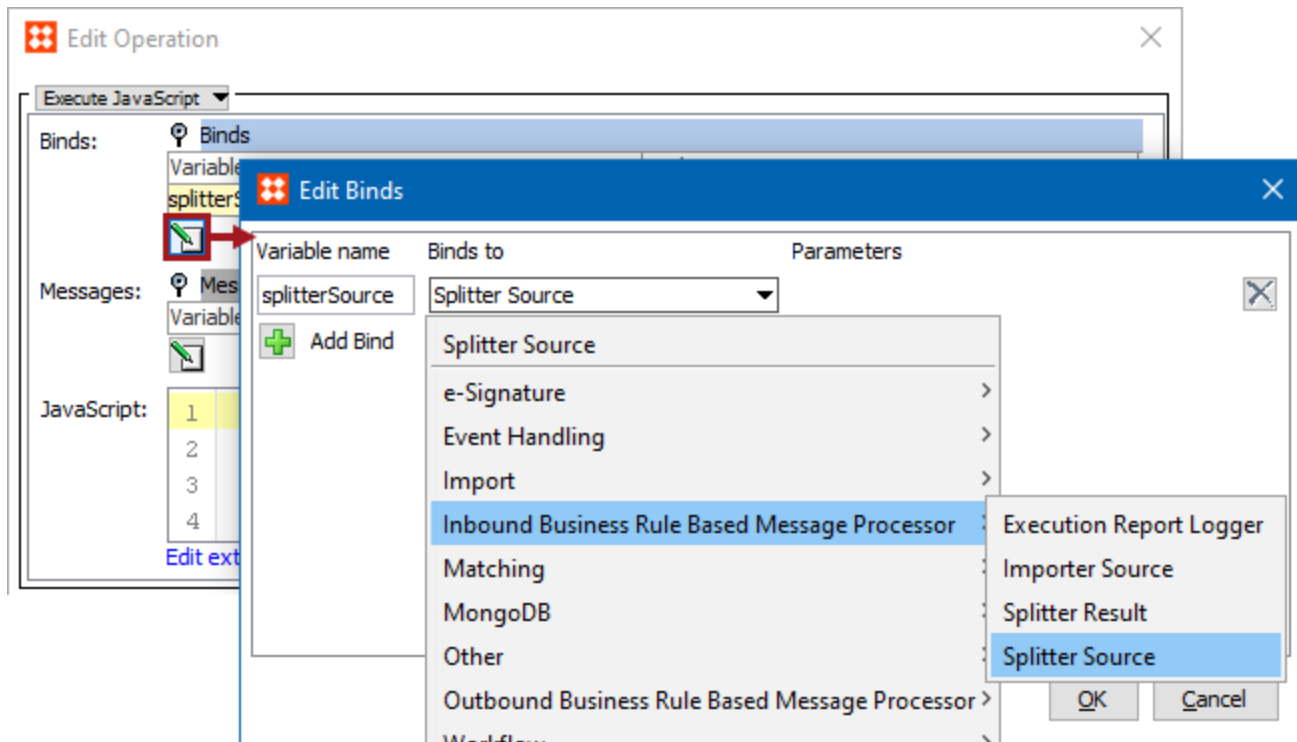 Edit Operation
Execute JavaScript
Binds:
Binds
Variable
splitterS
Edit Binds
Variable name Binds to Parameters
splitterSource Splitter Source
Add Bind
Messages:
Mes
Variable
JavaScript:
1
2
3
4
Edit ext
Splitter Source
e-Signature
Event Handling
Import
Inbound Business Rule Based Message Processor
Matching
MongoDB
Other
Outbound Business Rule Based Message Processor
Workflow
Execution Report Logger
Importer Source
Splitter Result
Splitter Source
OK Cancel